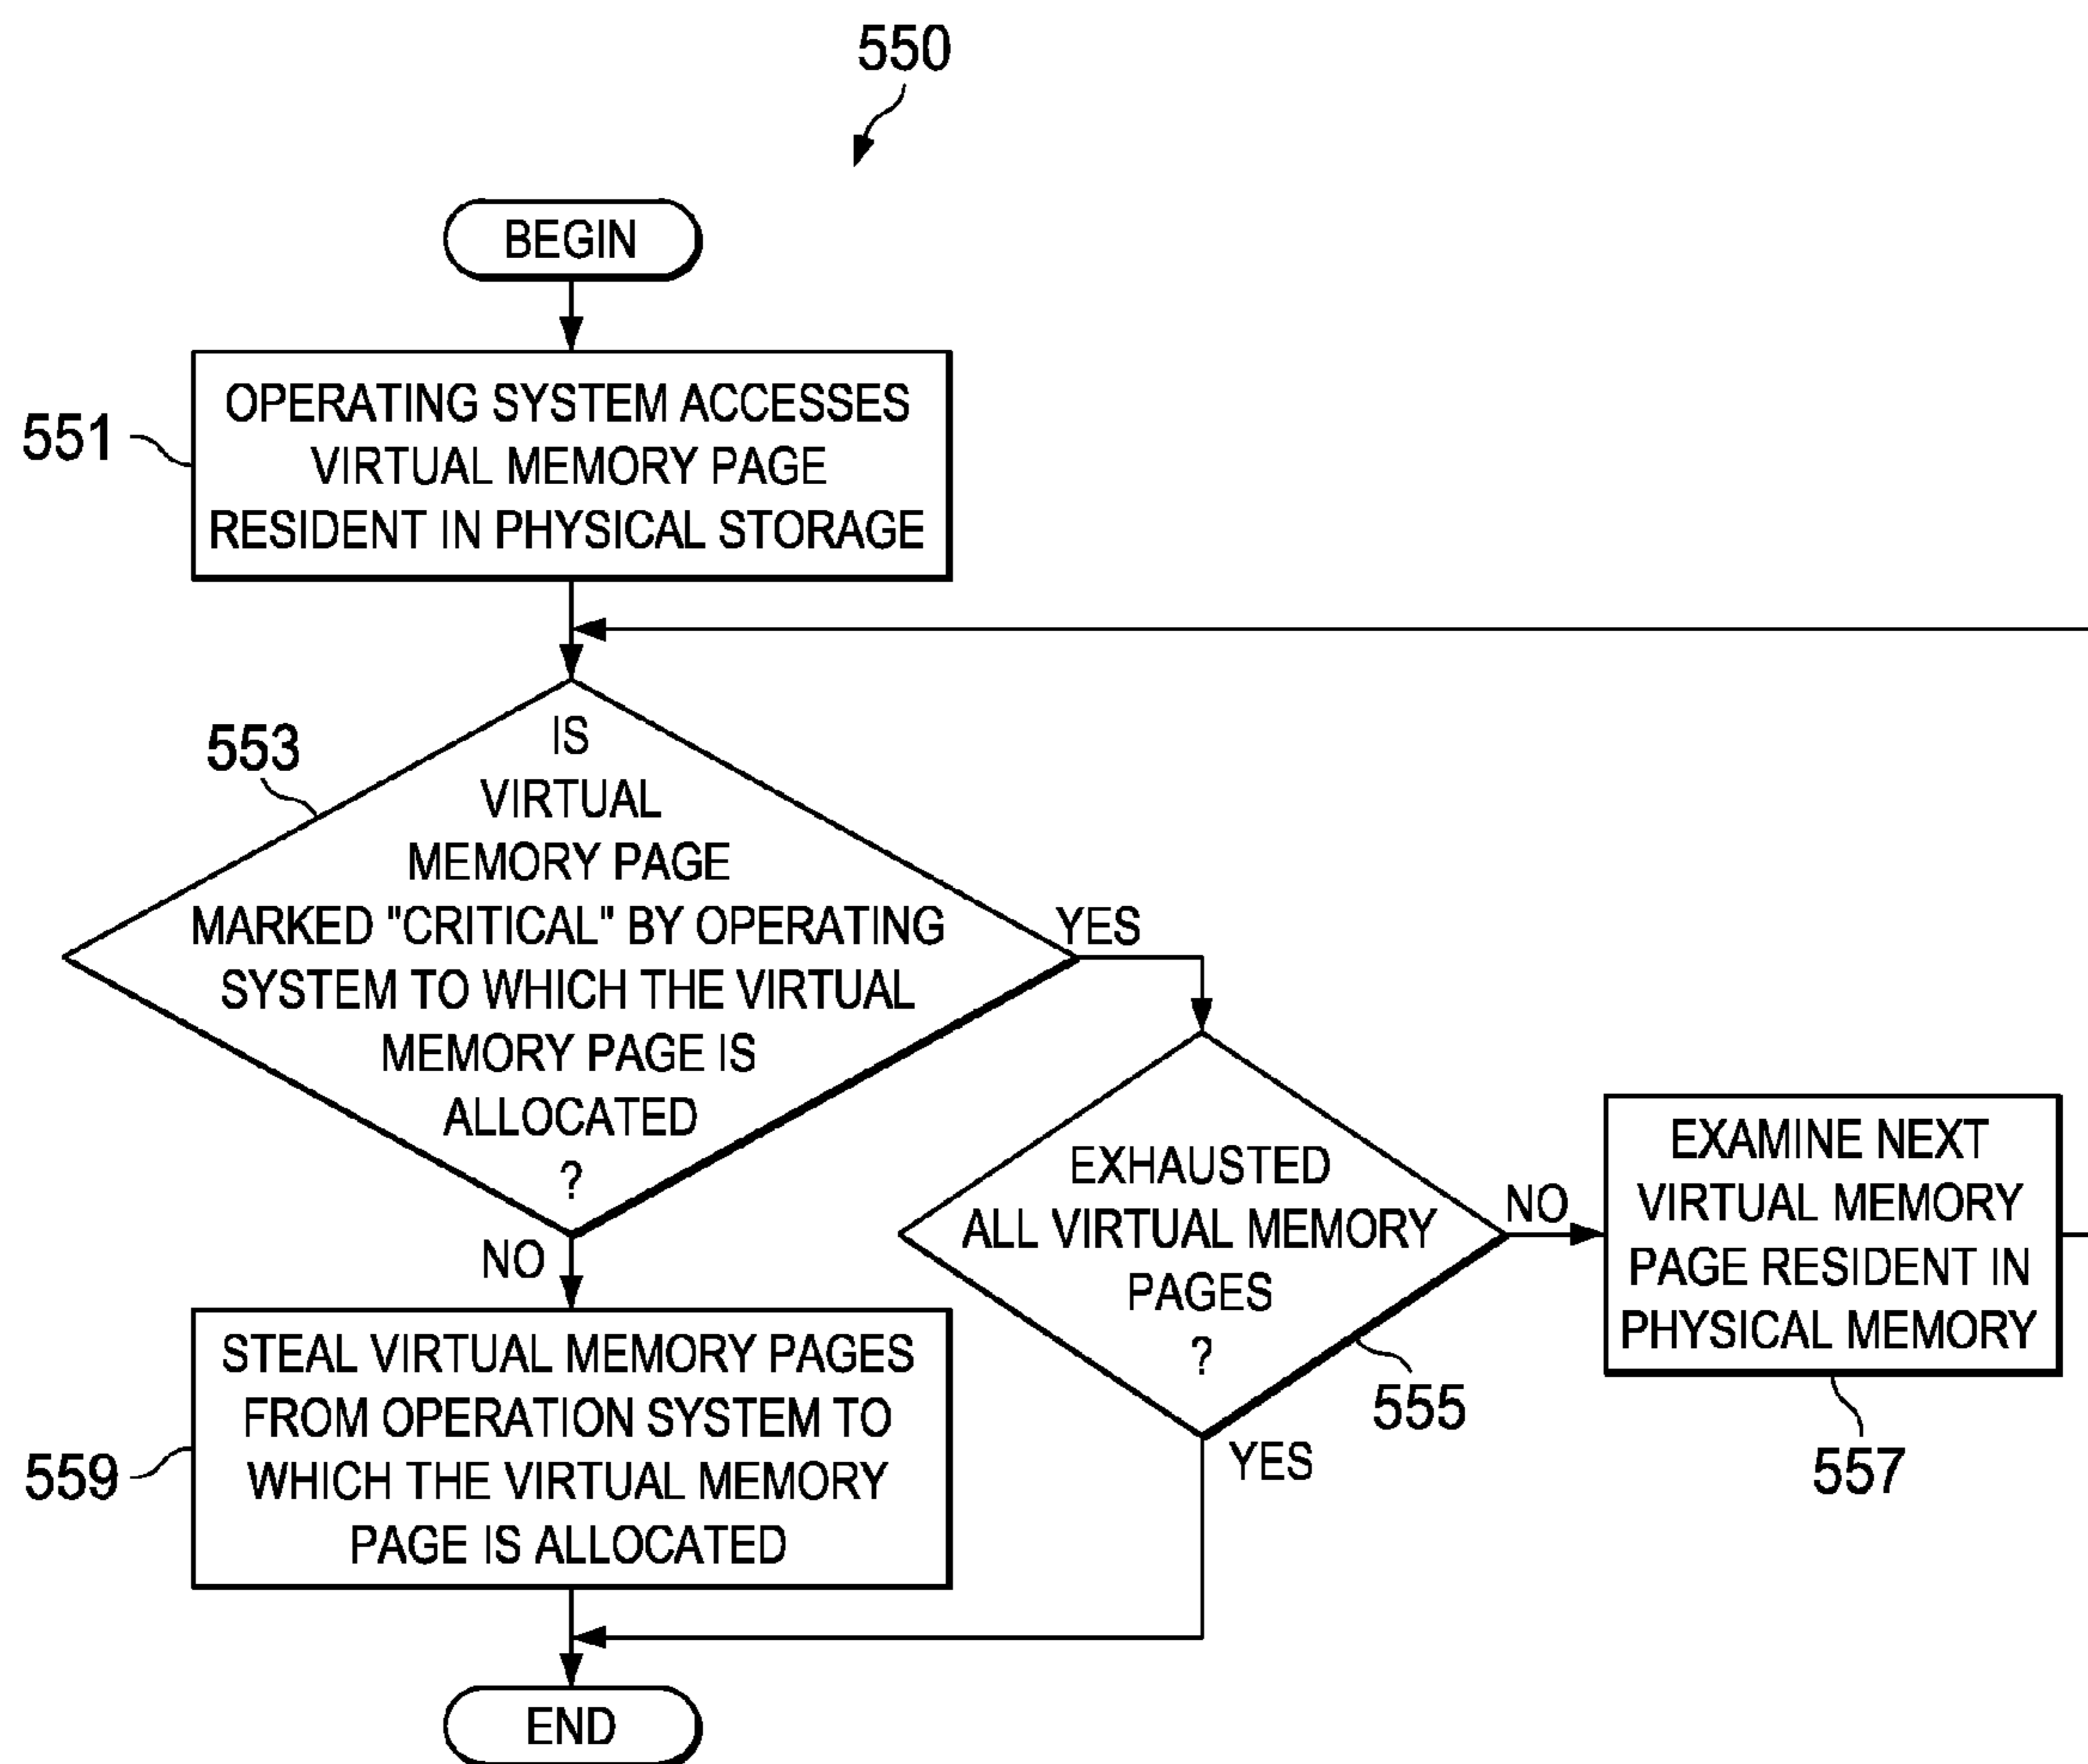 550
BEGIN
551
OPERATING SYSTEM ACCESSES
VIRTUAL MEMORY PAGE
RESIDENT IN PHYSICAL STORAGE
553
IS
VIRTUAL
MEMORY PAGE
MARKED "CRITICAL" BY OPERATING
SYSTEM TO WHICH THE VIRTUAL
MEMORY PAGE IS
ALLOCATED
?
YES
NO
EXHAUSTED
ALL VIRTUAL MEMORY
PAGES
?
555
NO
YES
EXAMINE NEXT
VIRTUAL MEMORY
PAGE RESIDENT IN
PHYSICAL MEMORY
557
559
STEAL VIRTUAL MEMORY PAGES
FROM OPERATION SYSTEM TO
WHICH THE VIRTUAL MEMORY
PAGE IS ALLOCATED
END